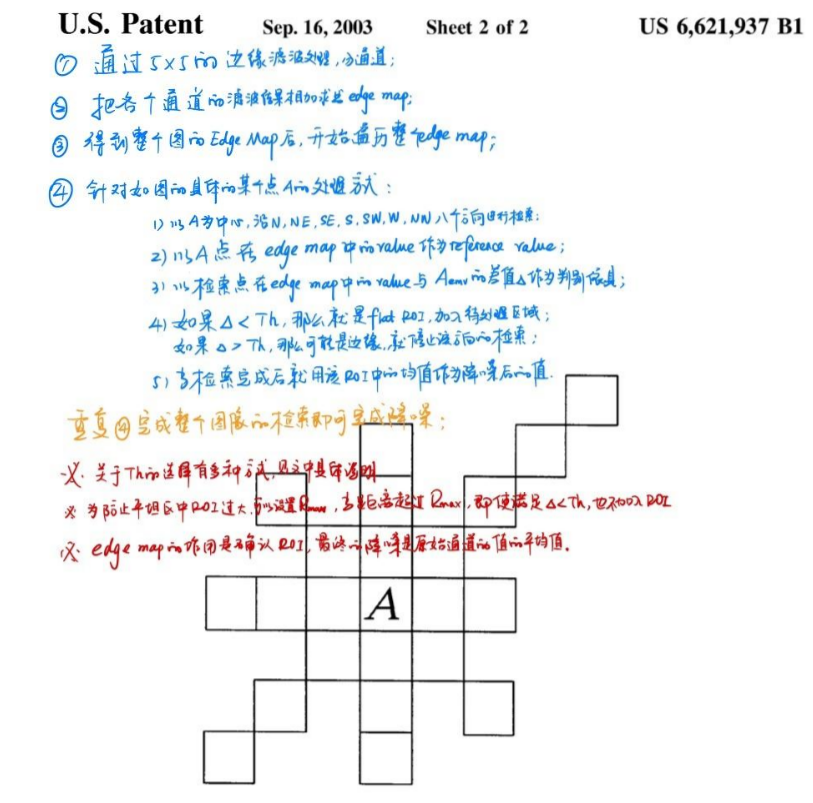 U.S. Patent Sep. 16, 2003 Sheet 2 of 2 US 6,621,937 B1
① 通过5×5的边缘滤波处理,分通道;
② 把各个通道的滤波结果相加求出edge map;
③ 得到整个图的Edge Map后,开始遍历整个edge map;
④ 针对如图的具体的某个点A的处理方式:
1) 以A为中心,沿N, NE, SE, S, SW, W, NW八个方向进行检索;
2) 以A点在edge map中的value作为reference value;
3) 以检索点在edge map中的value与A的差值△作为判别依据;
4) 如果△<Th,那么就是flat ROI,加入待处理区域;
如果△>Th,那么可能是边缘,就停止该方向的检索;
5) 当检索完成后就用该ROI中的均值作为降噪后的值.
重复④完成整个图像的检索即可完成降噪;
※. 关于Th的选择有多种方式,见文中具体说明
※ 为防止平坦区中ROI过大,可以设置Rmax,当距离超过Rmax,即使满足△<Th,也不加入ROI
※. edge map的作用是确认ROI,最终的降噪是原始通道的值的平均值.
A